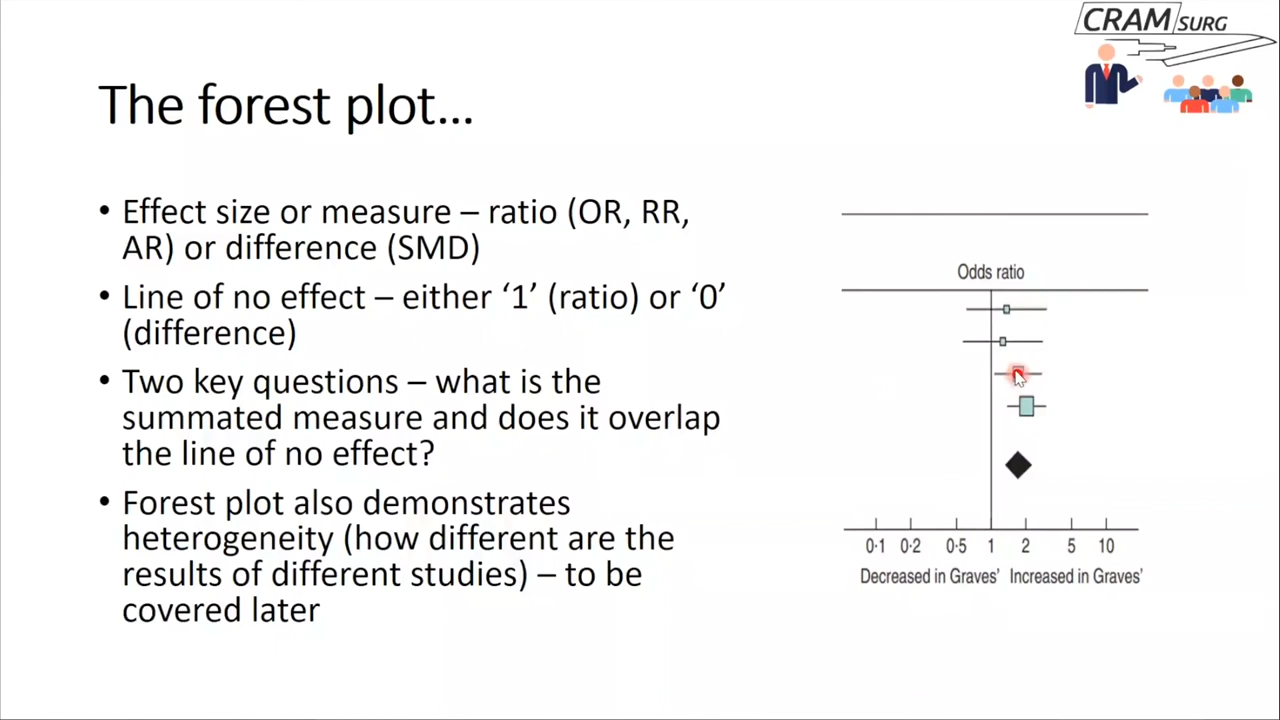 CRAM SURG
The forest plot...
• Effect size or measure – ratio (OR, RR,
AR) or difference (SMD)
• Line of no effect – either ‘1’ (ratio) or ‘0’
(difference)
• Two key questions – what is the
summated measure and does it overlap
the line of no effect?
• Forest plot also demonstrates
heterogeneity (how different are the
results of different studies) – to be
covered later
Odds ratio
0·1 0·2 0·5 1 2 5 10
Decreased in Graves’ Increased in Graves’